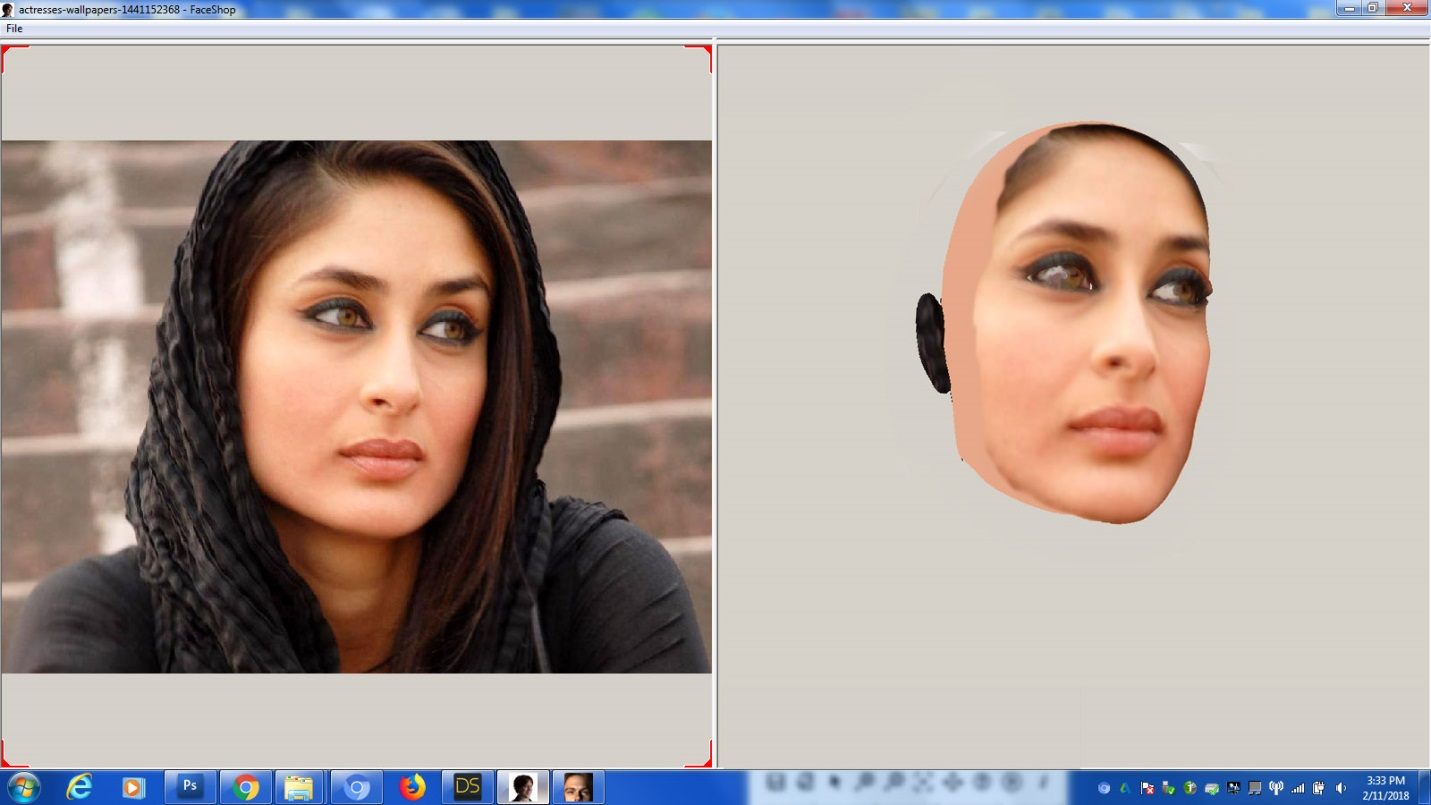 actresses-wallpapers-1441152368 - FaceShop
File
Ps
DS
3:33 PM
2/11/2018